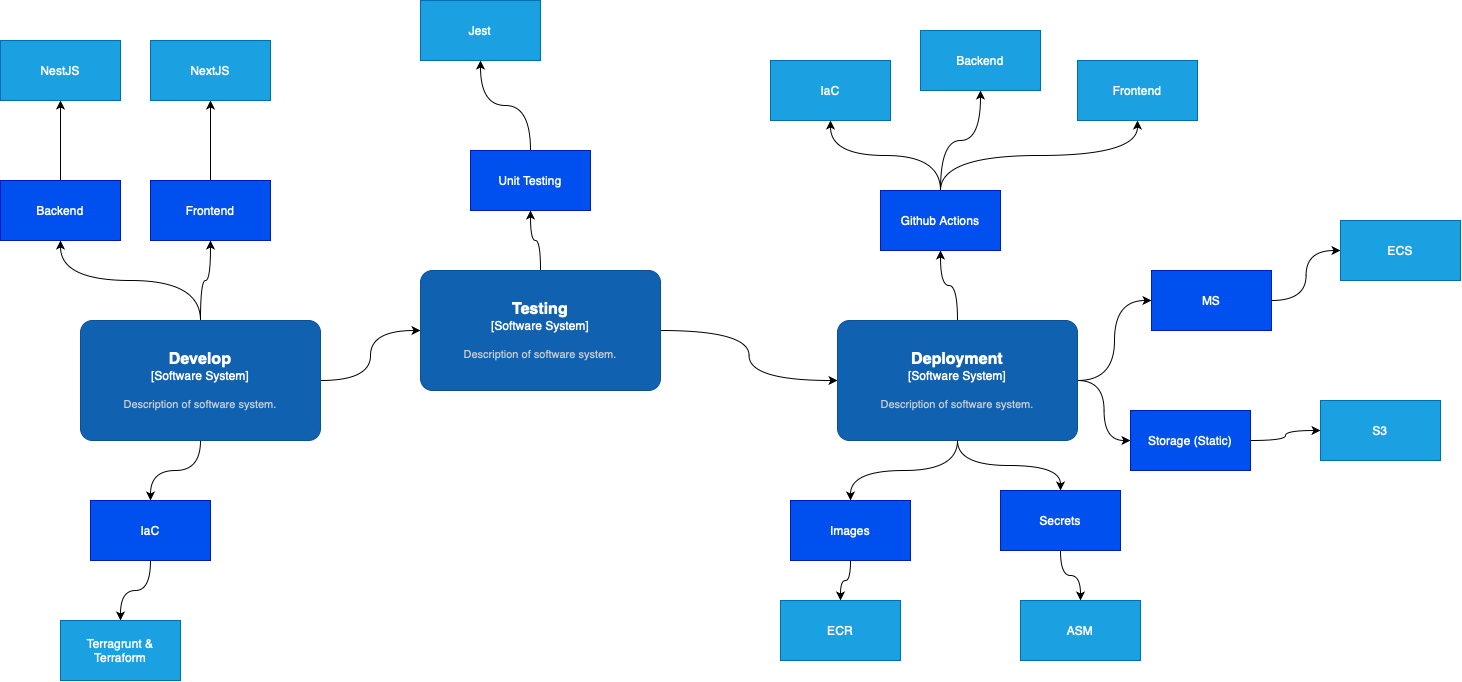 Jest
NestJS
NextJS
IaC
Backend
Frontend
Backend
Frontend
Unit Testing
Github Actions
ECS
MS
Develop
[Software System]
Description of software system.
Testing
[Software System]
Description of software system.
Deployment
[Software System]
Description of software system.
Storage (Static)
S3
IaC
Images
Secrets
Terragrunt &
Terraform
ECR
ASM